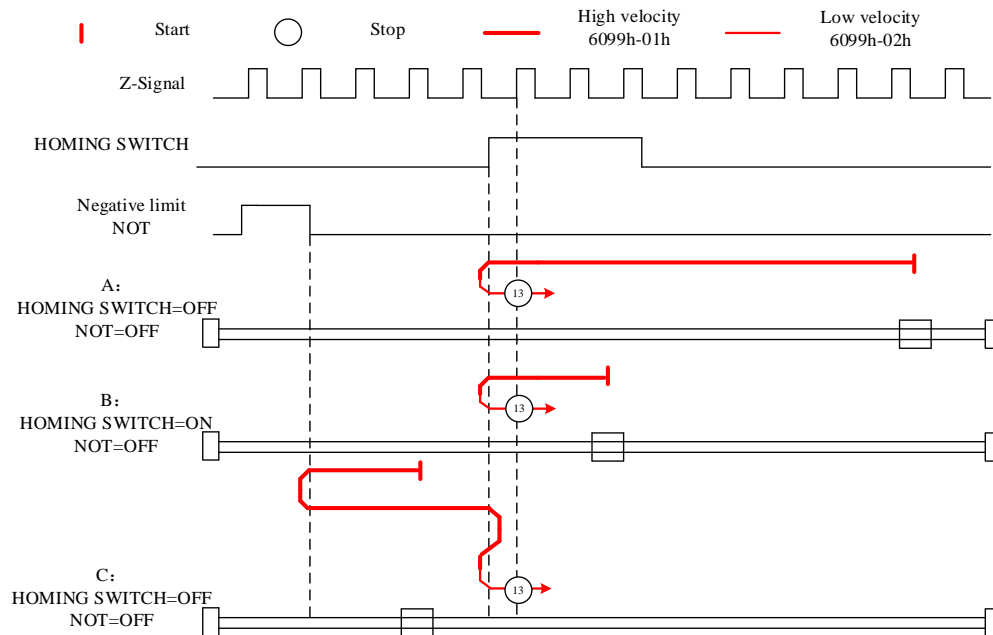 Start
Stop
High velocity
6099h-01h
Low velocity
6099h-02h
Z-Signal
HOMING SWITCH
Negative limit
NOT
A：
HOMING SWITCH=OFF
NOT=OFF
13
B：
HOMING SWITCH=ON
NOT=OFF
13
C：
HOMING SWITCH=OFF
NOT=OFF
13